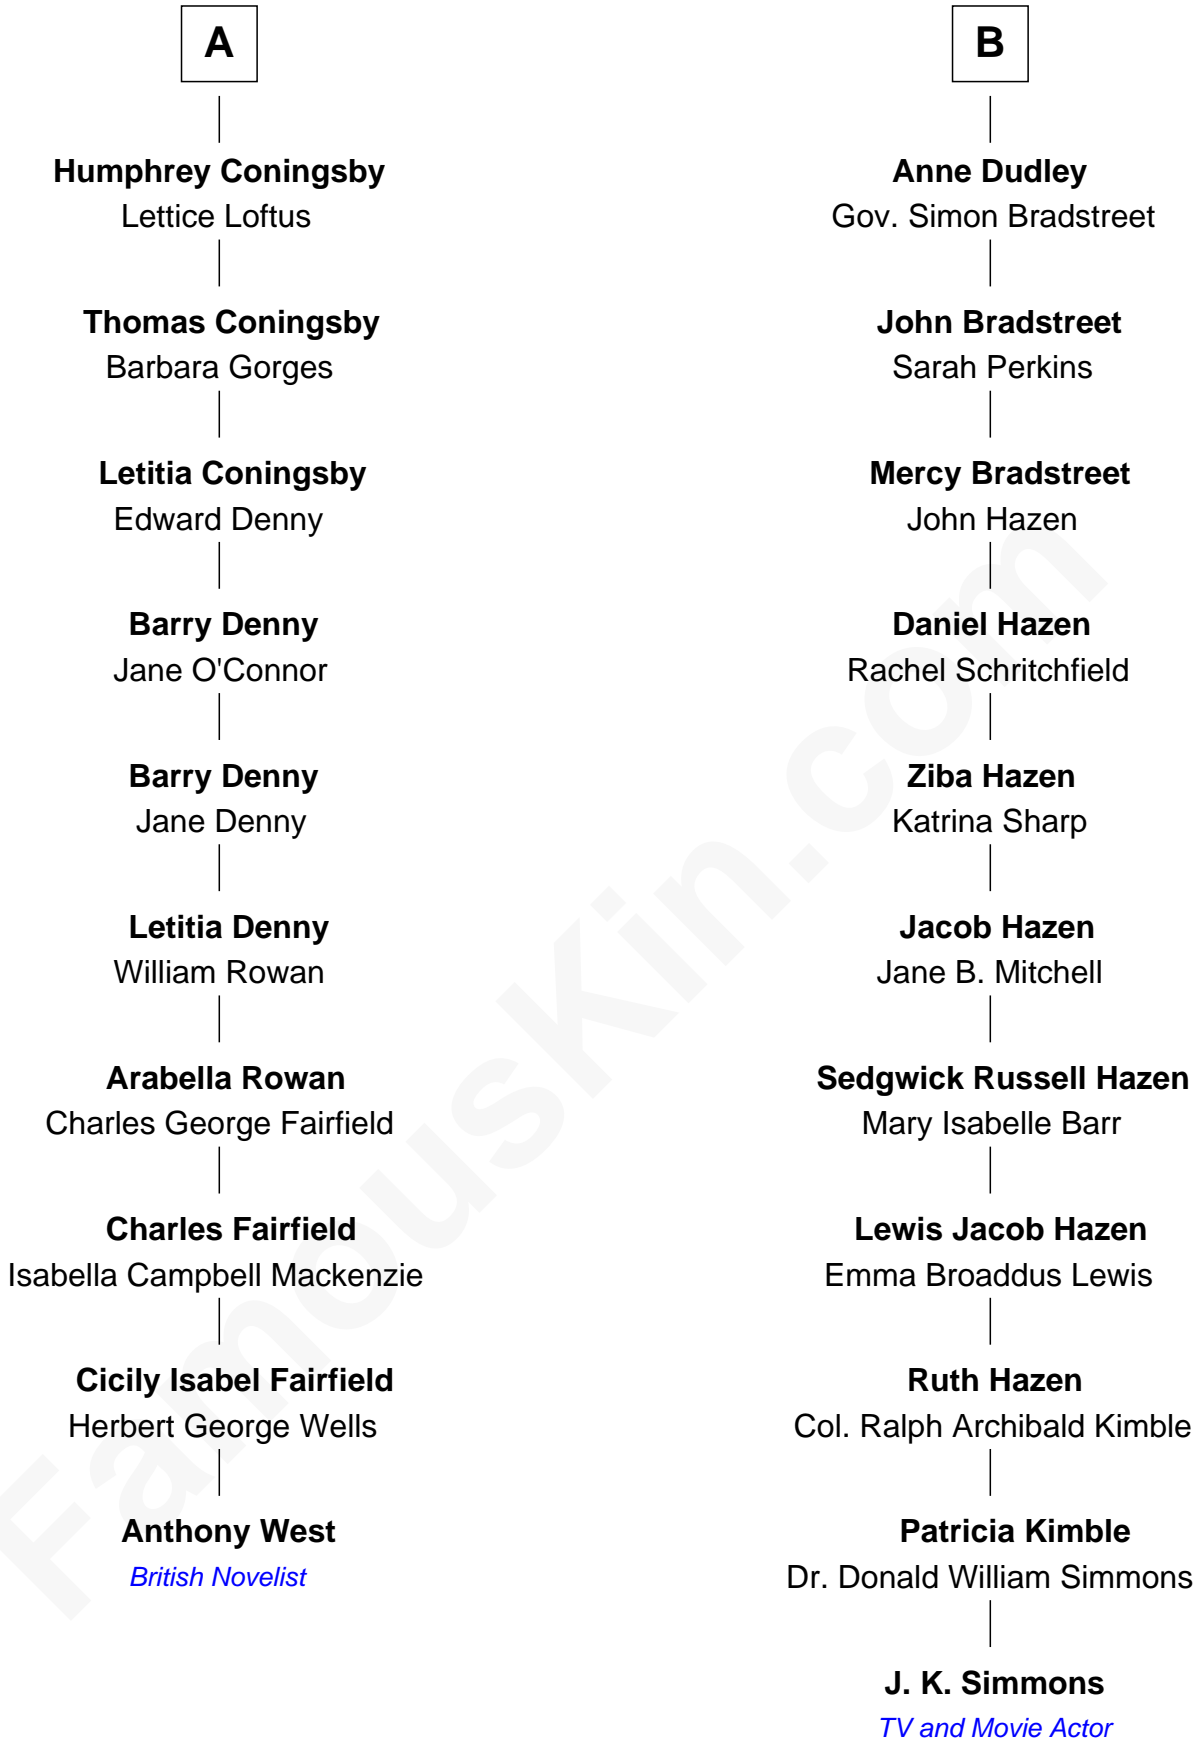 A
Humphrey Coningsby
Lettice Loftus
Thomas Coningsby
Barbara Gorges
Letitia Coningsby
Edward Denny
Barry Denny
Jane O'Connor
Barry Denny
Jane Denny
Letitia Denny
William Rowan
Arabella Rowan
Charles George Fairfield
Charles Fairfield
Isabella Campbell Mackenzie
Cicily Isabel Fairfield
Herbert George Wells
Anthony West
British Novelist
B
Anne Dudley
Gov. Simon Bradstreet
John Bradstreet
Sarah Perkins
Mercy Bradstreet
John Hazen
Daniel Hazen
Rachel Schritchfield
Ziba Hazen
Katrina Sharp
Jacob Hazen
Jane B. Mitchell
Sedgwick Russell Hazen
Mary Isabelle Barr
Lewis Jacob Hazen
Emma Broaddus Lewis
Ruth Hazen
Col. Ralph Archibald Kimble
Patricia Kimble
Dr. Donald William Simmons
J. K. Simmons
TV and Movie Actor
FamousKin.com